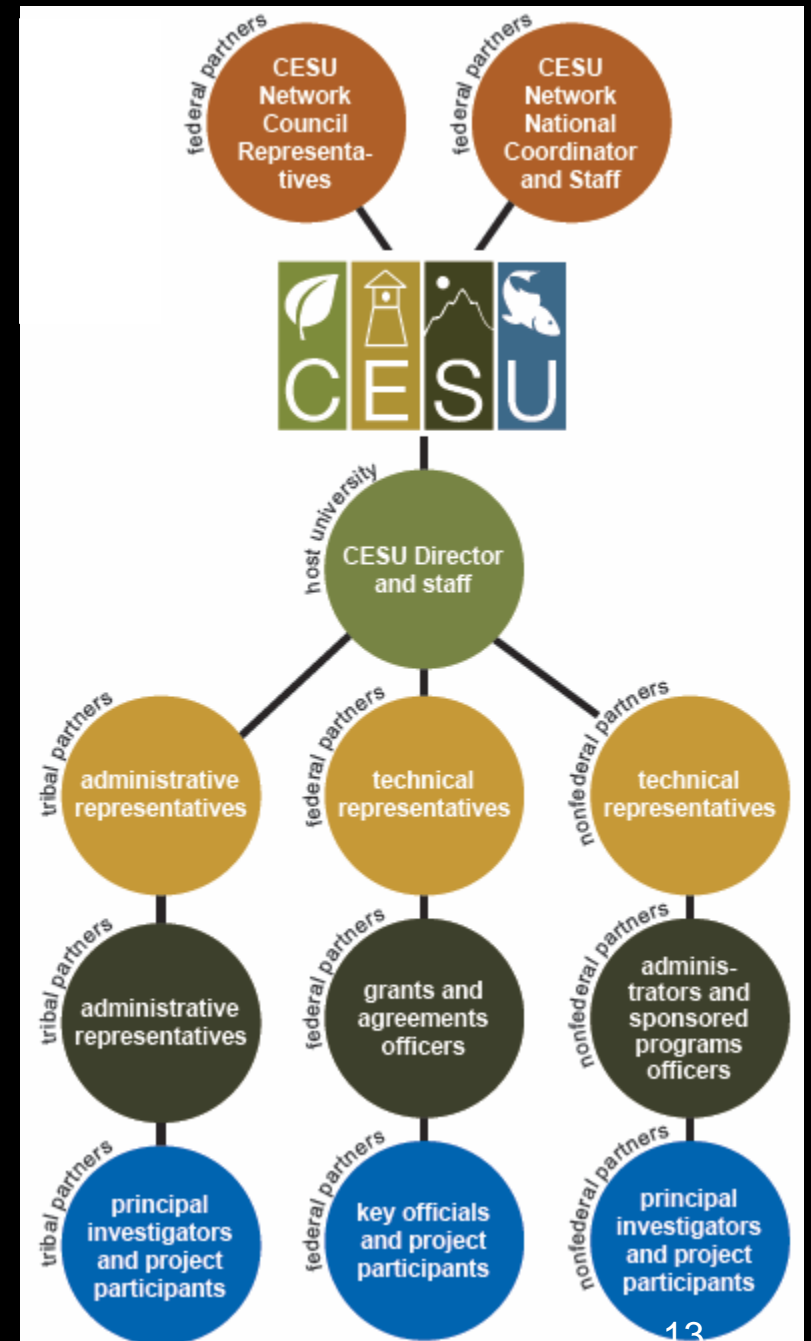 federal partners
CESU
Network
Council
Representa-
tives
federal partners
CESU
Network
National
Coordinator
and Staff
CESU
host university
CESU Director
and staff
tribal partners
administrative
representatives
federal partners
technical
representatives
nonfederal partners
technical
representatives
tribal partners
administrative
representatives
federal partners
grants and
agreements
officers
nonfederal partners
adminis-
trators and
sponsored
programs
officers
tribal partners
principal
investigators
and project
participants
federal partners
key officials
and project
participants
nonfederal partners
principal
investigators
and project
participants
13